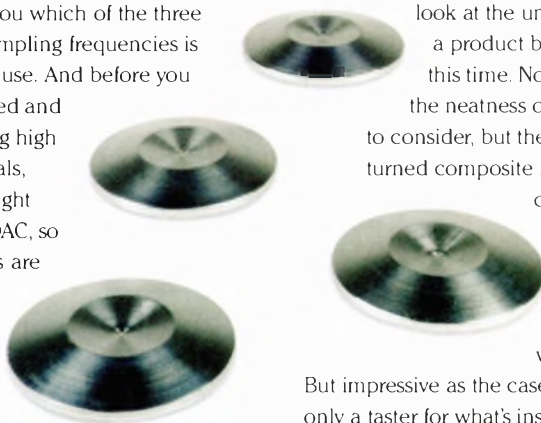 ou which of the three
mpling frequencies is
use. And before you
ed and
g high
als,
ght
AC, so
s are
look at the un
a product b
this time. No
the neatness o
to consider, but the
turned composite
But impressive as the case
only a taster for what's ins